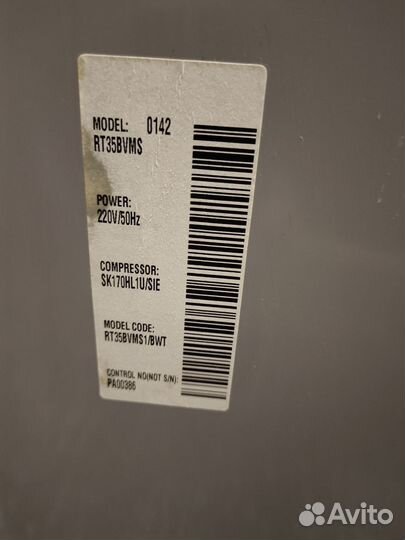 MODEL: 0142
RT35BVMS
POWER:
220V/50Hz
COMPRESSOR:
SK170HL1U/SIE
MODEL CODE:
RT35BVMS1/BWT
CONTROL NO(NOT S/N):
PA00386
Avito